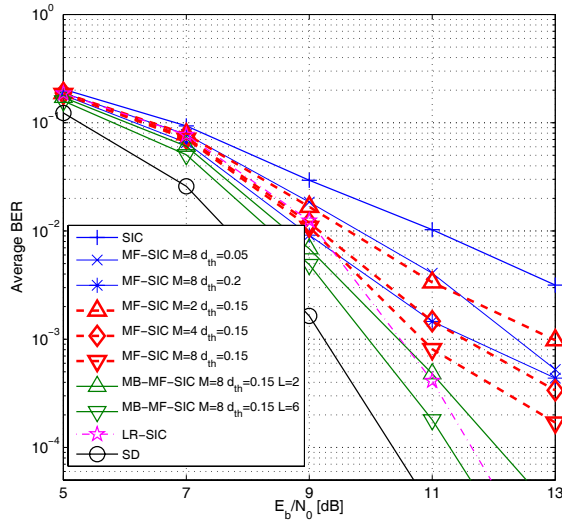 10^0
10^-1
10^-2
10^-3
10^-4
Average BER
SIC
MF-SIC M=8 d_th=0.05
MF-SIC M=8 d_th=0.2
MF-SIC M=2 d_th=0.15
MF-SIC M=4 d_th=0.15
MF-SIC M=8 d_th=0.15
MB-MF-SIC M=8 d_th=0.15 L=2
MB-MF-SIC M=8 d_th=0.15 L=6
LR-SIC
SD
5 7 9 11 13
E_b/N_0 [dB]